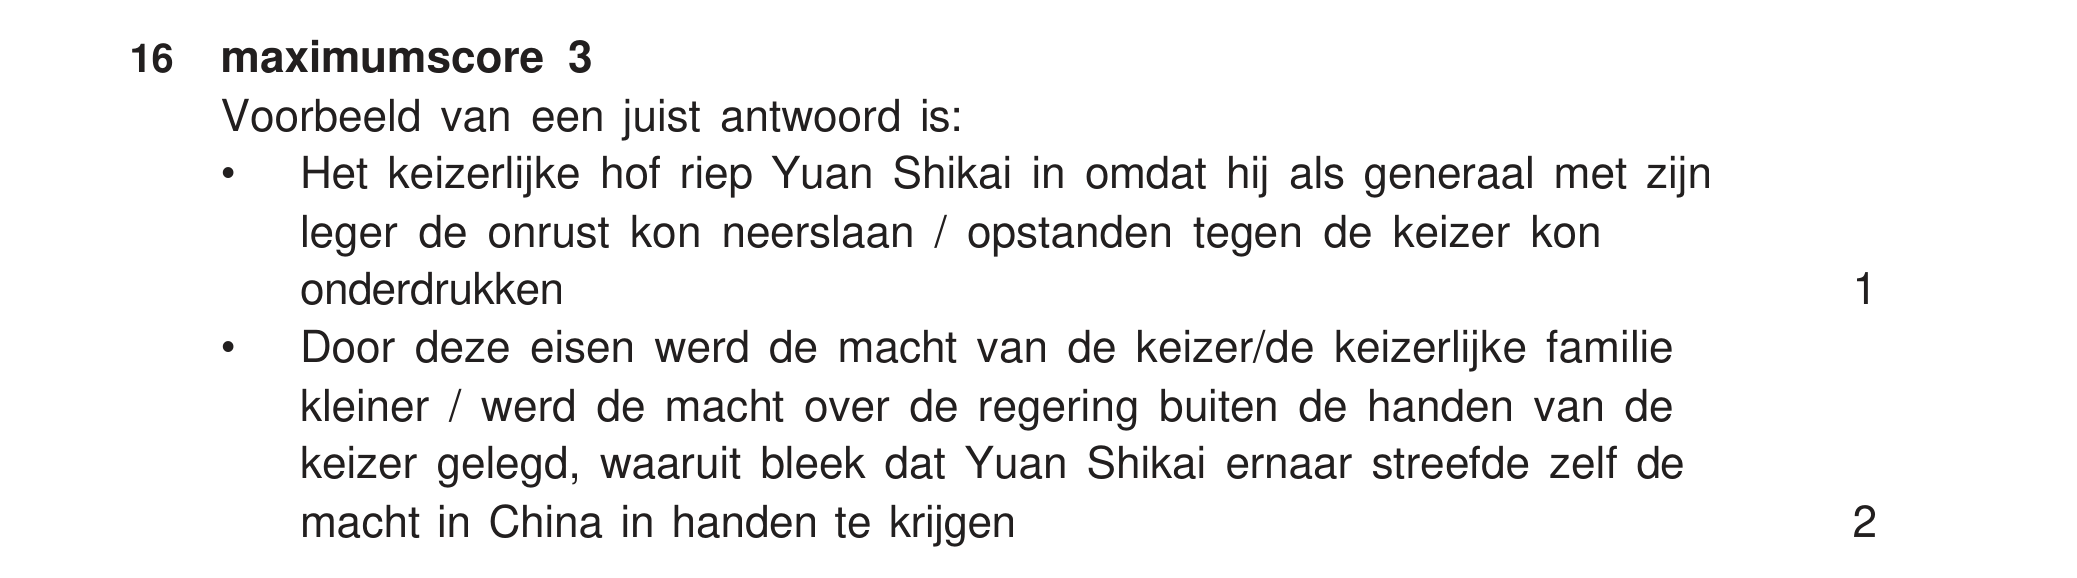 16 maximumscore 3
Voorbeeld van een juist antwoord is:
• Het keizerlijke hof riep Yuan Shikai in omdat hij als generaal met zijn
leger de onrust kon neerslaan / opstanden tegen de keizer kon
onderdrukken 1
• Door deze eisen werd de macht van de keizer/de keizerlijke familie
kleiner / werd de macht over de regering buiten de handen van de
keizer gelegd, waaruit bleek dat Yuan Shikai ernaar streefde zelf de
macht in China in handen te krijgen 2